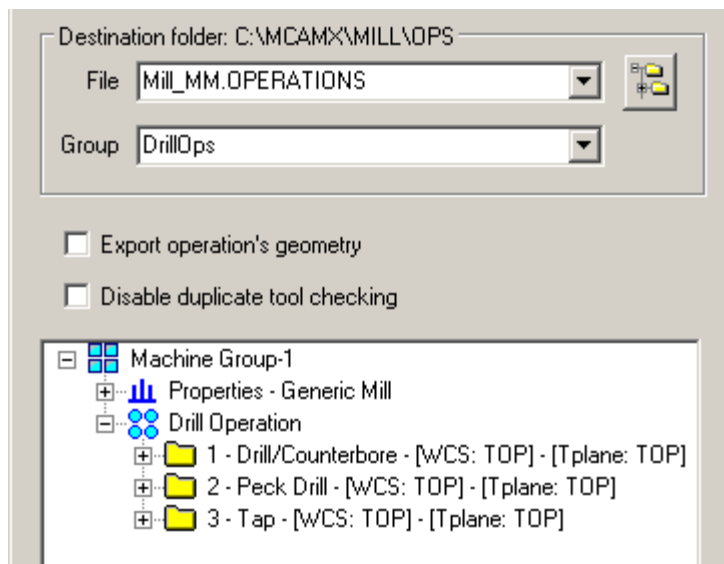 Destination folder: C:\MCAMX\MILL\OPS
File Mill_MM.OPERATIONS
Group DrillOps
Export operation's geometry
Disable duplicate tool checking
Machine Group-1
Properties - Generic Mill
Drill Operation
1 - Drill/Counterbore - [WCS: TOP] - [Tplane: TOP]
2 - Peck Drill - [WCS: TOP] - [Tplane: TOP]
3 - Tap - [WCS: TOP] - [Tplane: TOP]